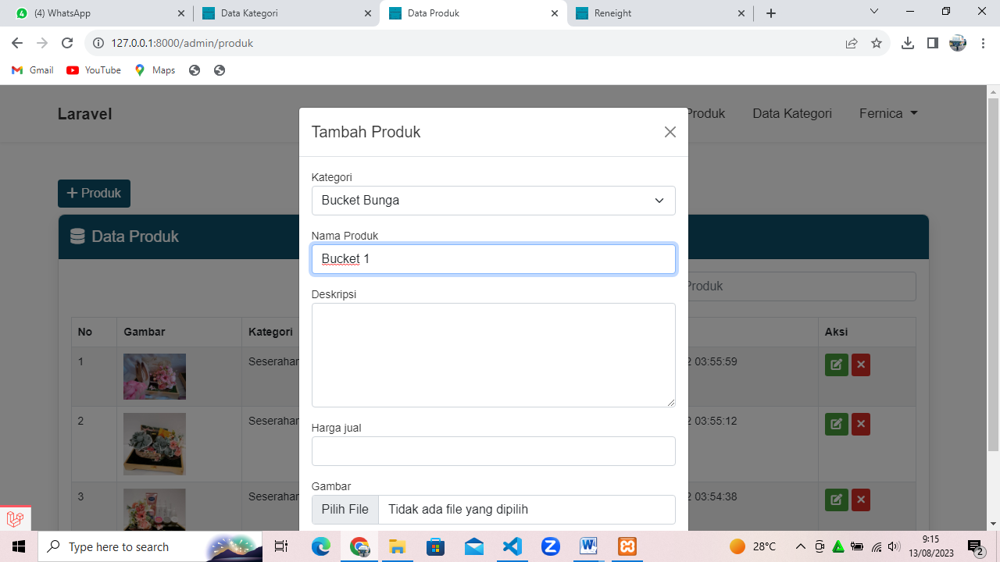 (4) WhatsApp
Data Kategori
Data Produk
Reneight
127.0.0.1:8000/admin/produk
Gmail
YouTube
Maps
Laravel
Produk
Data Kategori
Fernica
Tambah Produk
Kategori
Bucket Bunga
+ Produk
Data Produk
Nama Produk
Bucket 1
Produk
Deskripsi
No Gambar Kategori Aksi
1 Seserahan 03:55:59
2 Seserahan 03:55:12
Harga jual
Gambar
3 Seserahan 03:54:38
Pilih File Tidak ada file yang dipilih
Type here to search
28°C
9:15
13/08/2023
2